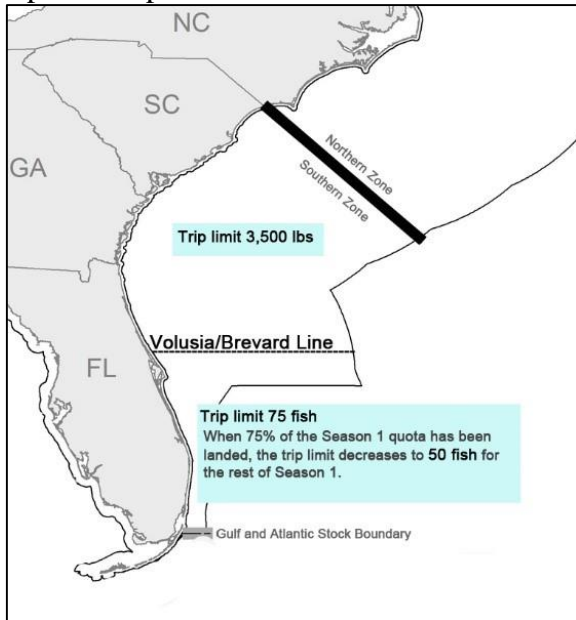 NC
SC
GA
Northern Zone
Southern Zone
Trip limit 3,500 lbs
Volusia/Brevard Line
FL
Trip limit 75 fish
When 75% of the Season 1 quota has been
landed, the trip limit decreases to 50 fish for
the rest of Season 1.
Gulf and Atlantic Stock Boundary